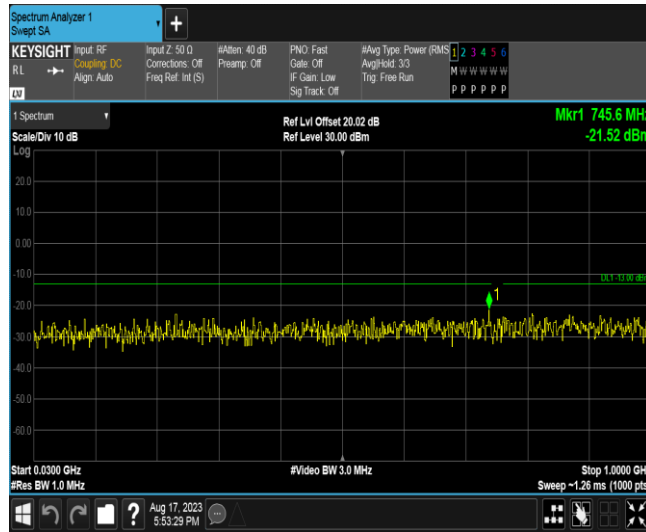 Spectrum Analyzer 1
Swept SA
+
KEYSIGHT
RL
LXI
Input: RF
Coupling: DC
Align: Auto
Input Z: 50 Ω
Corrections: Off
Freq Ref: Int (S)
#Atten: 40 dB
Preamp: Off
PNO: Fast
Gate: Off
IF Gain: Low
Sig Track: Off
#Avg Type: Power (RMS
Avg|Hold: 3/3
Trig: Free Run
1 2 3 4 5 6
M W W W W W
P P P P P P
1 Spectrum
Scale/Div 10 dB
Log
Ref Lvl Offset 20.02 dB
Ref Level 30.00 dBm
Mkr1 745.6 MHz
-21.52 dBm
20.0
10.0
0.00
-10.0
DL1 -13.00 dBm
1
-20.0
-30.0
-40.0
-50.0
-60.0
Start 0.0300 GHz
#Res BW 1.0 MHz
#Video BW 3.0 MHz
Stop 1.0000 GH
Sweep ~1.26 ms (1000 pts
?
Aug 17, 2023
5:53:29 PM